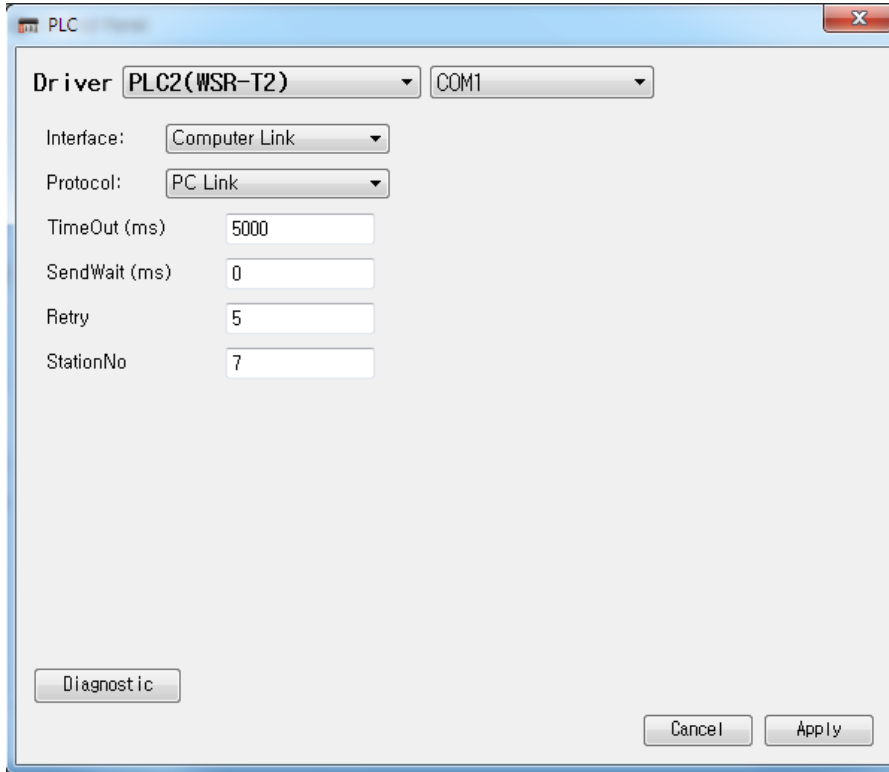 PLC
Driver PLC2(WSR-T2) COM1
Interface: Computer Link
Protocol: PC Link
TimeOut (ms) 5000
SendWait (ms) 0
Retry 5
StationNo 7
Diagnostic
Cancel Apply